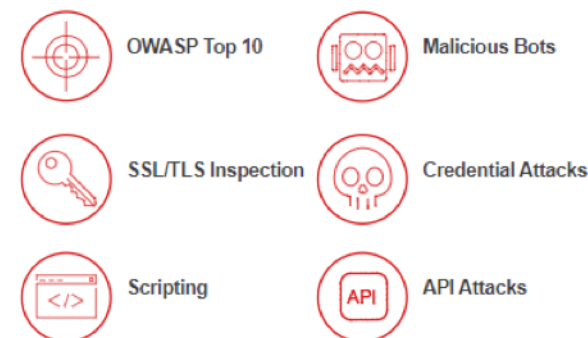 OWASP Top 10
Malicious Bots
SSL/TLS Inspection
Credential Attacks
</>
Scripting
API
API Attacks